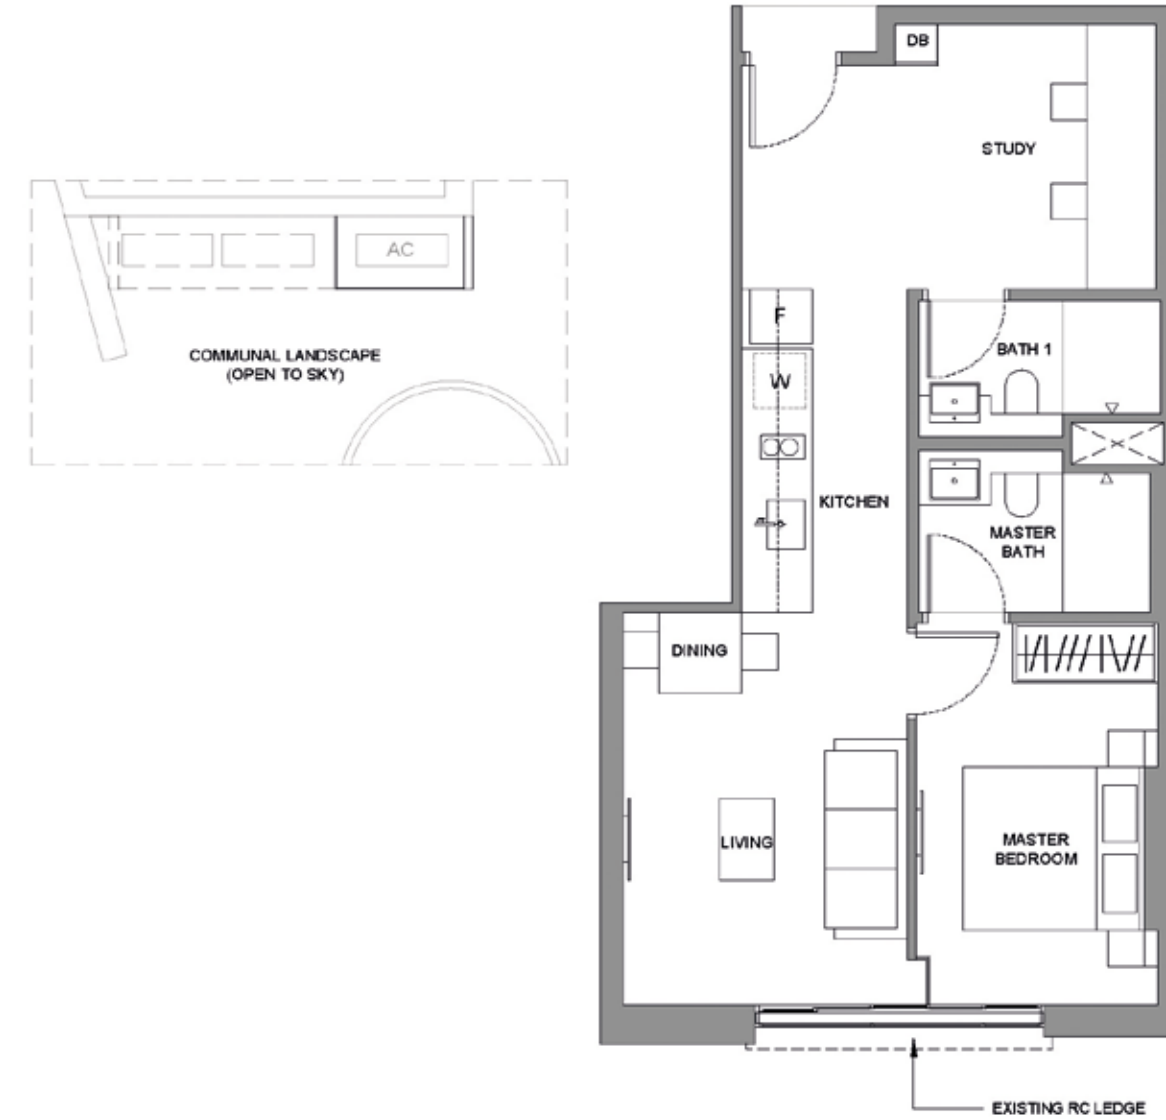 DB
STUDY
AC
COMMUNAL LANDSCAPE
(OPEN TO SKY)
F
BATH 1
W
KITCHEN
MASTER
BATH
DINING
LIVING
MASTER
BEDROOM
EXISTING RC LEDGE